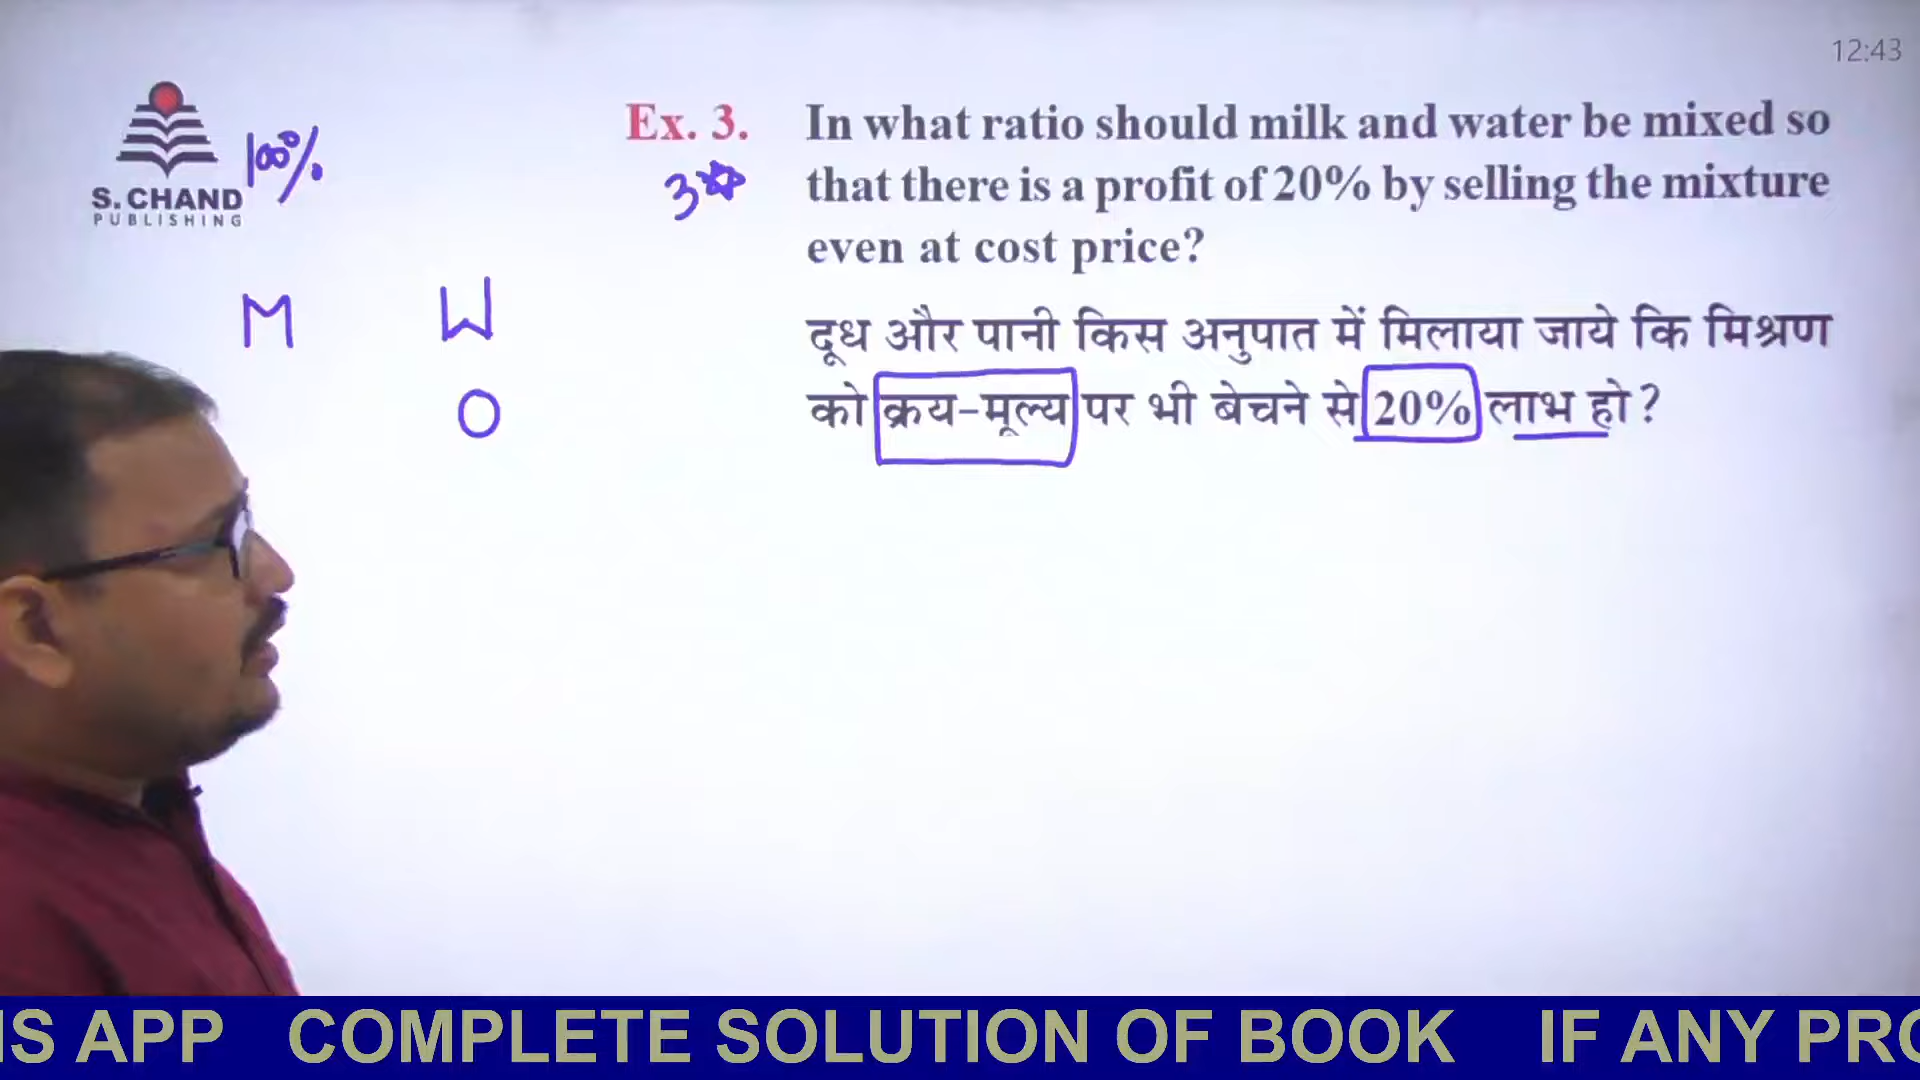 12:43
S. CHAND
PUBLISHING
100%
Ex. 3. In what ratio should milk and water be mixed so
3
that there is a profit of 20% by selling the mixture
even at cost price?
M W
0
दूध और पानी किस अनुपात में मिलाया जाये कि मिश्रण
को क्रय-मूल्य पर भी बेचने से 20% लाभ हो?
IS APP COMPLETE SOLUTION OF BOOK IF ANY PRO